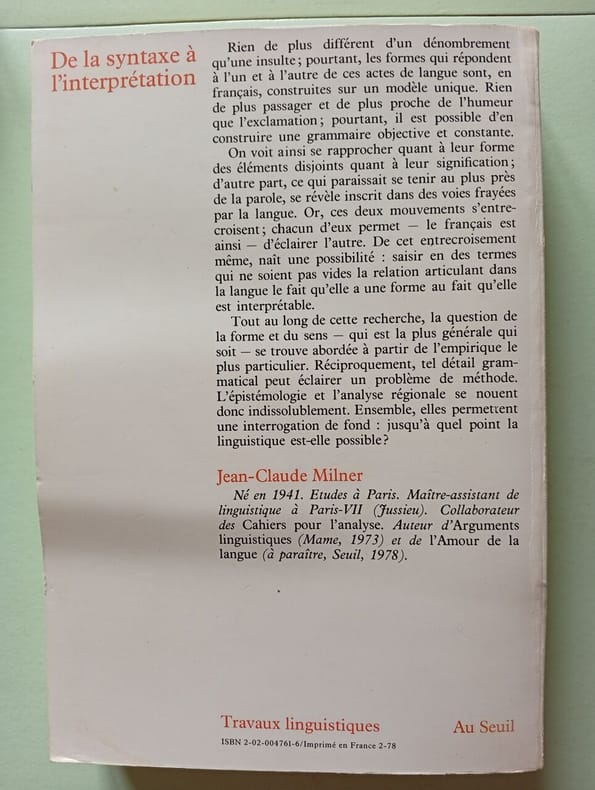 De la syntaxe à
l'interprétation
Rien de plus différent d'un dénombrement
qu'une insulte ; pourtant, les formes qui répondent
à l'un et à l'autre de ces actes de langue sont, en
français, construites sur un modèle unique. Rien
de plus passager et de plus proche de l'humeur
que l'exclamation ; pourtant, il est possible d'en
construire une grammaire objective et constante.
On voit ainsi se rapprocher quant à leur forme
des éléments disjoints quant à leur signification ;
d'autre part, ce qui paraissait se tenir au plus près
de la parole, se révèle inscrit dans des voies frayées
par la langue. Or, ces deux mouvements s'entre-
croisent ; chacun d'eux permet — le français est
ainsi — d'éclairer l'autre. De cet entrecroisement
même, naît une possibilité : saisir en des termes
qui ne soient pas vides la relation articulant dans
la langue le fait qu'elle a une forme au fait qu'elle
est interprétable.
Tout au long de cette recherche, la question de
la forme et du sens — qui est la plus générale qui
soit — se trouve abordée à partir de l'empirique le
plus particulier. Réciproquement, tel détail gram-
matical peut éclairer un problème de méthode.
L'épistémologie et l'analyse régionale se nouent
donc indissolublement. Ensemble, elles permettent
une interrogation de fond : jusqu'à quel point la
linguistique est-elle possible ?
Jean-Claude Milner
Né en 1941. Etudes à Paris. Maître-assistant de
linguistique à Paris-VII (Jussieu). Collaborateur
des Cahiers pour l'analyse. Auteur d'Arguments
linguistiques (Mame, 1973) et de l'Amour de la
langue (à paraître, Seuil, 1978).
Travaux linguistiques
Au Seuil
ISBN 2-02-004761-6/Imprimé en France 2-78